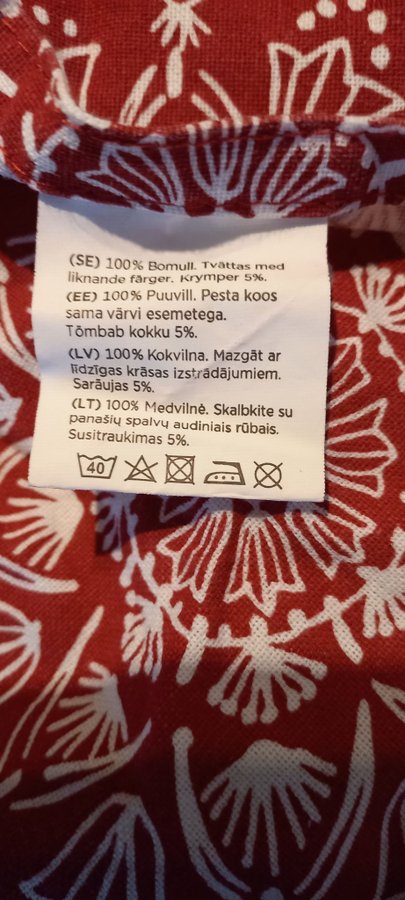 (SE) 100% Bomull. Tvättas med
liknande färger. Krymper 5%.
(EE) 100% Puuvill. Pesta koos
sama värvi esemetega.
Tõmbab kokku 5%.
(LV) 100% Kokvilna. Mazgāt ar
līdzīgas krāsas izstrādājumiem.
Saraujas 5%.
(LT) 100% Medvilnė. Skalbkite su
panašių spalvų audiniais rūbais.
Susitraukimas 5%.
40